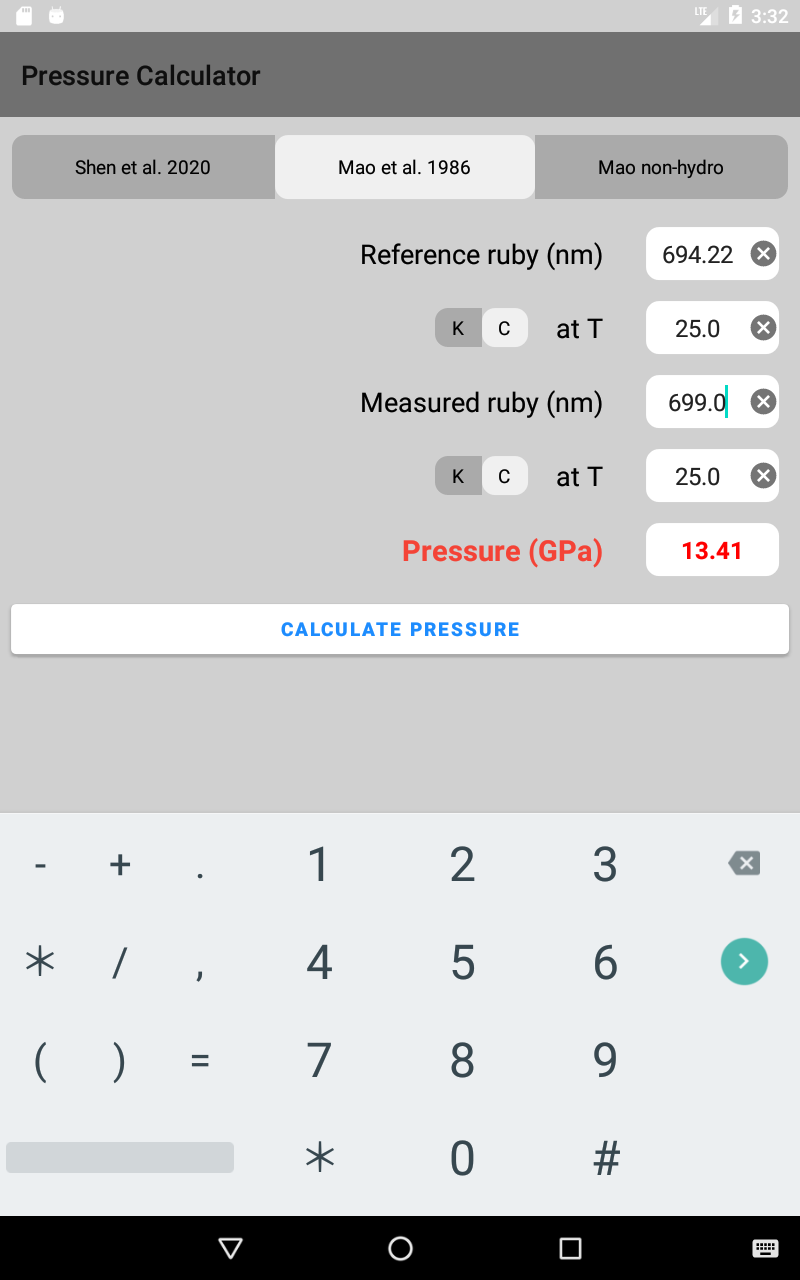 LTE 3:32
Pressure Calculator
Shen et al. 2020 Mao et al. 1986 Mao non-hydro
Reference ruby (nm) 694.22
K C at T 25.0
Measured ruby (nm) 699.0
K C at T 25.0
Pressure (GPa) 13.41
CALCULATE PRESSURE
- + . 1 2 3
* / , 4 5 6
( ) = 7 8 9
* 0 #